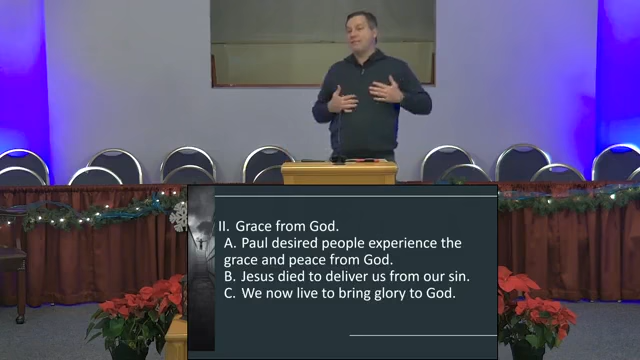 II. Grace from God.
A. Paul desired people experience the
grace and peace from God.
B. Jesus died to deliver us from our sin.
C. We now live to bring glory to God.